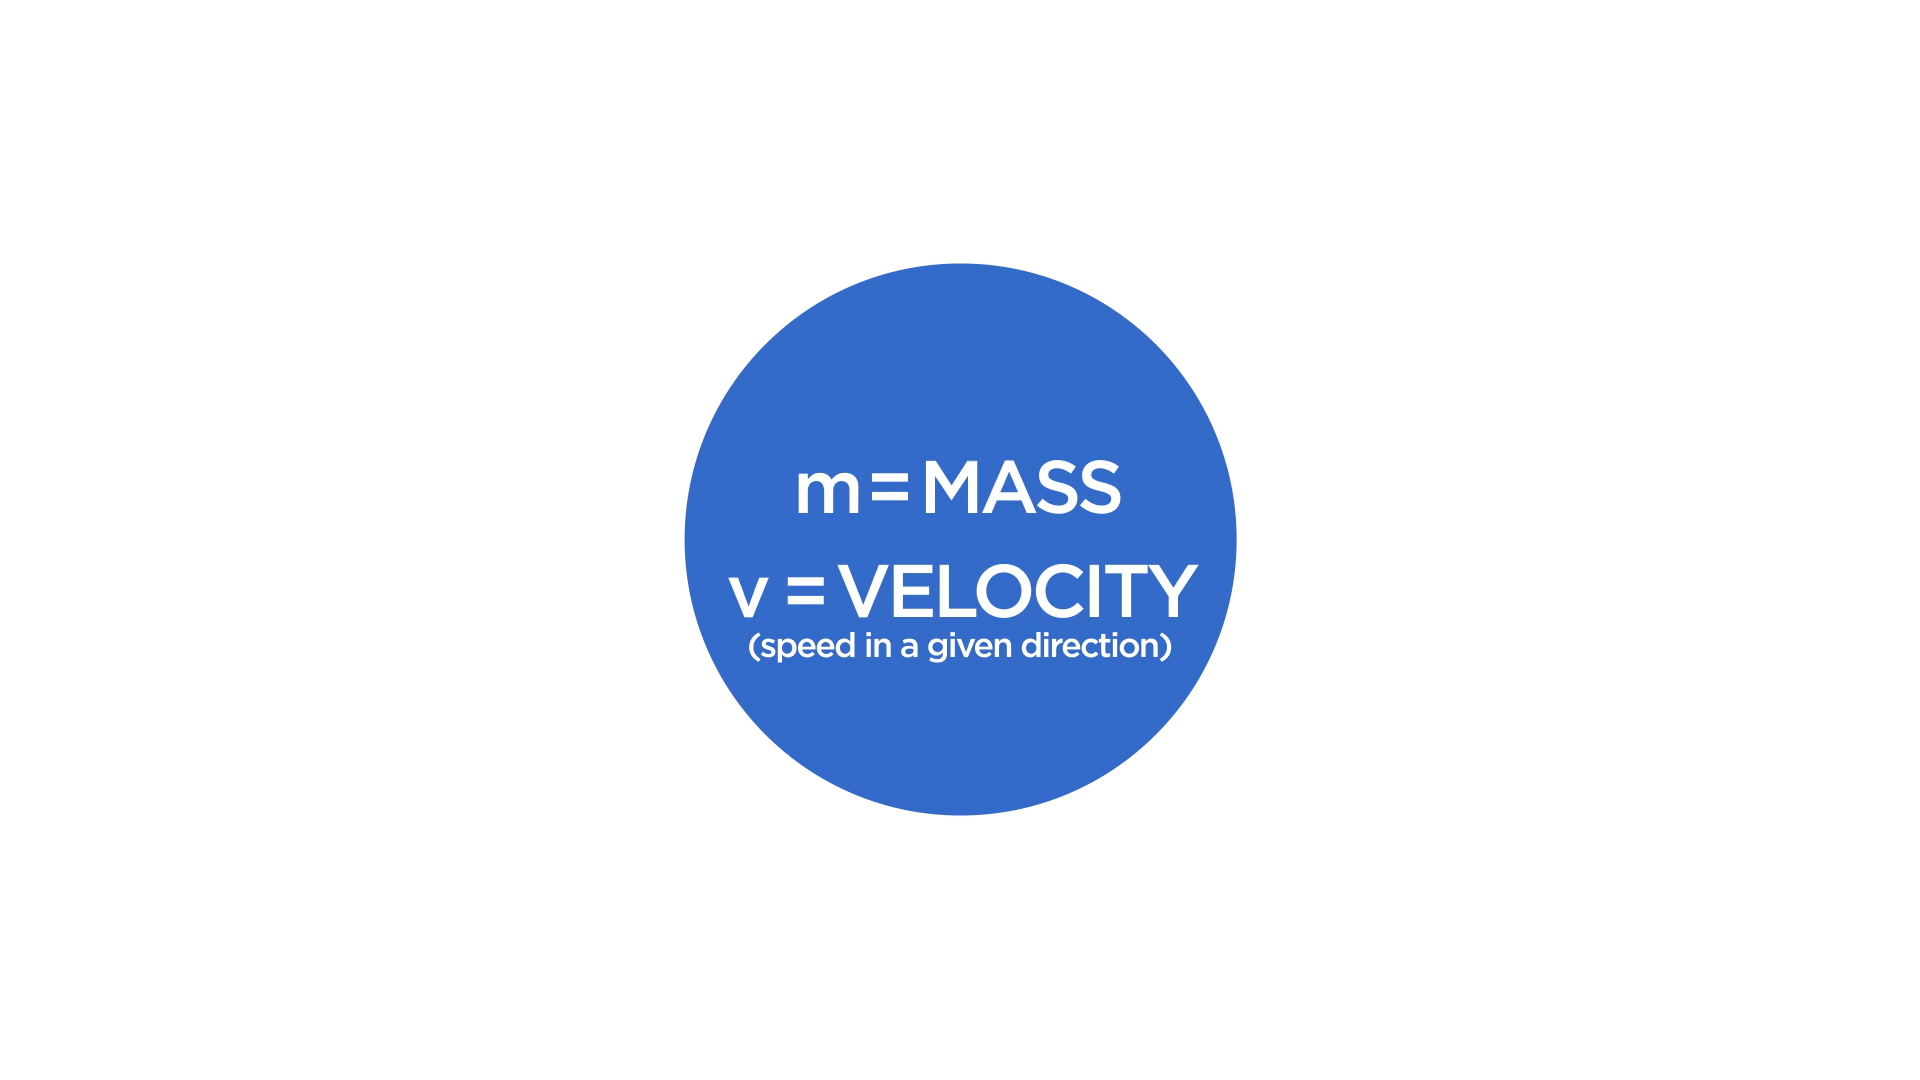 m = MASS
v = VELOCITY
(speed in a given direction)